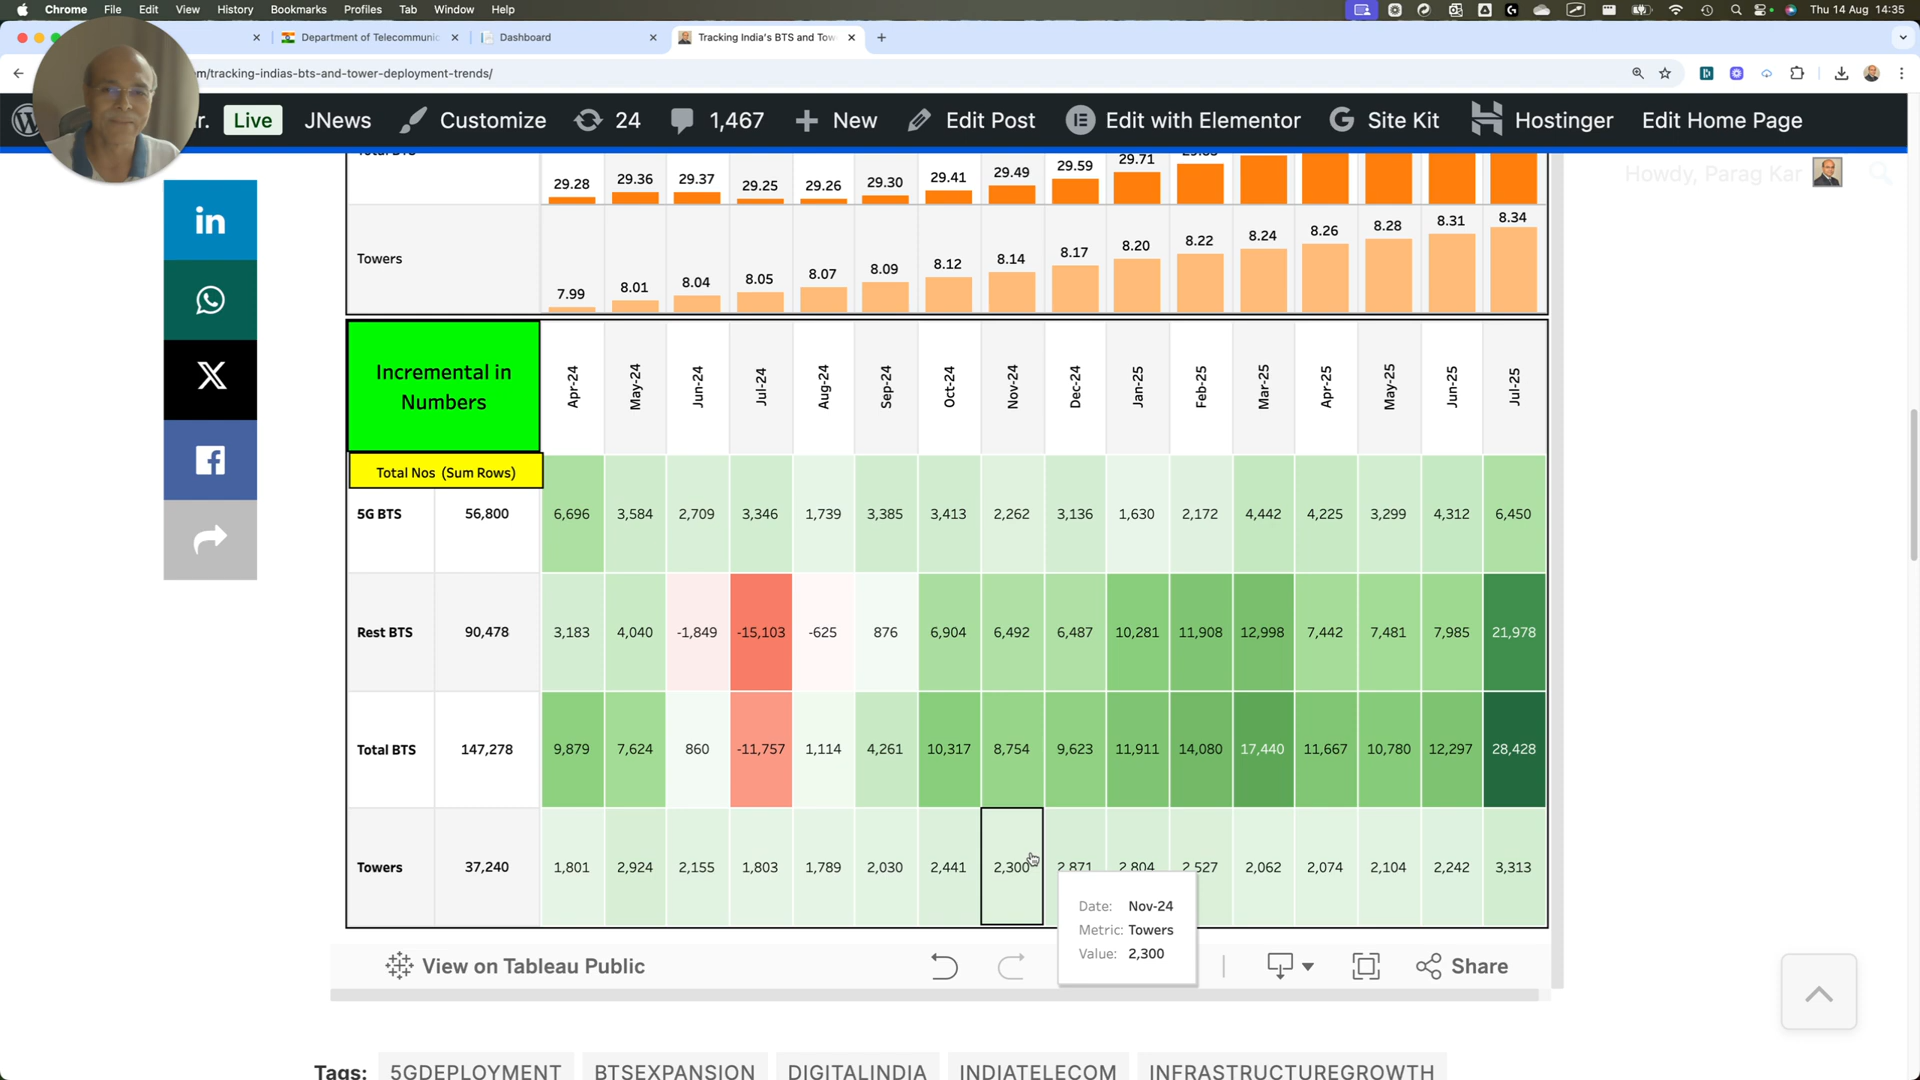 Chrome File Edit View History Bookmarks Profiles Tab Window Help Thu 14 Aug 14:35
Department of Telecommunic Dashboard Tracking India's BTS and Tow
m/tracking-indias-bts-and-tower-deployment-trends/
r. Live JNews Customize 24 1,467 New Edit Post Edit with Elementor Site Kit Hostinger Edit Home Page
Howdy, Parag Kar
Total BTS 29.28 29.36 29.37 29.25 29.26 29.30 29.41 29.49 29.59 29.71
Towers 7.99 8.01 8.04 8.05 8.07 8.09 8.12 8.14 8.17 8.20 8.22 8.24 8.26 8.28 8.31 8.34
Incremental in
Numbers
Apr-24 May-24 Jun-24 Jul-24 Aug-24 Sep-24 Oct-24 Nov-24 Dec-24 Jan-25 Feb-25 Mar-25 Apr-25 May-25 Jun-25 Jul-25
Total Nos (Sum Rows)
5G BTS 56,800 6,696 3,584 2,709 3,346 1,739 3,385 3,413 2,262 3,136 1,630 2,172 4,442 4,225 3,299 4,312 6,450
Rest BTS 90,478 3,183 4,040 -1,849 -15,103 -625 876 6,904 6,492 6,487 10,281 11,908 12,998 7,442 7,481 7,985 21,978
Total BTS 147,278 9,879 7,624 860 -11,757 1,114 4,261 10,317 8,754 9,623 11,911 14,080 17,440 11,667 10,780 12,297 28,428
Towers 37,240 1,801 2,924 2,155 1,803 1,789 2,030 2,441 2,300 2,871 2,804 2,527 2,062 2,074 2,104 2,242 3,313
Date: Nov-24
Metric: Towers
Value: 2,300
View on Tableau Public Share
Tags: 5GDEPLOYMENT BTSEXPANSION DIGITALINDIA INDIATELECOM INFRASTRUCTUREGROWTH